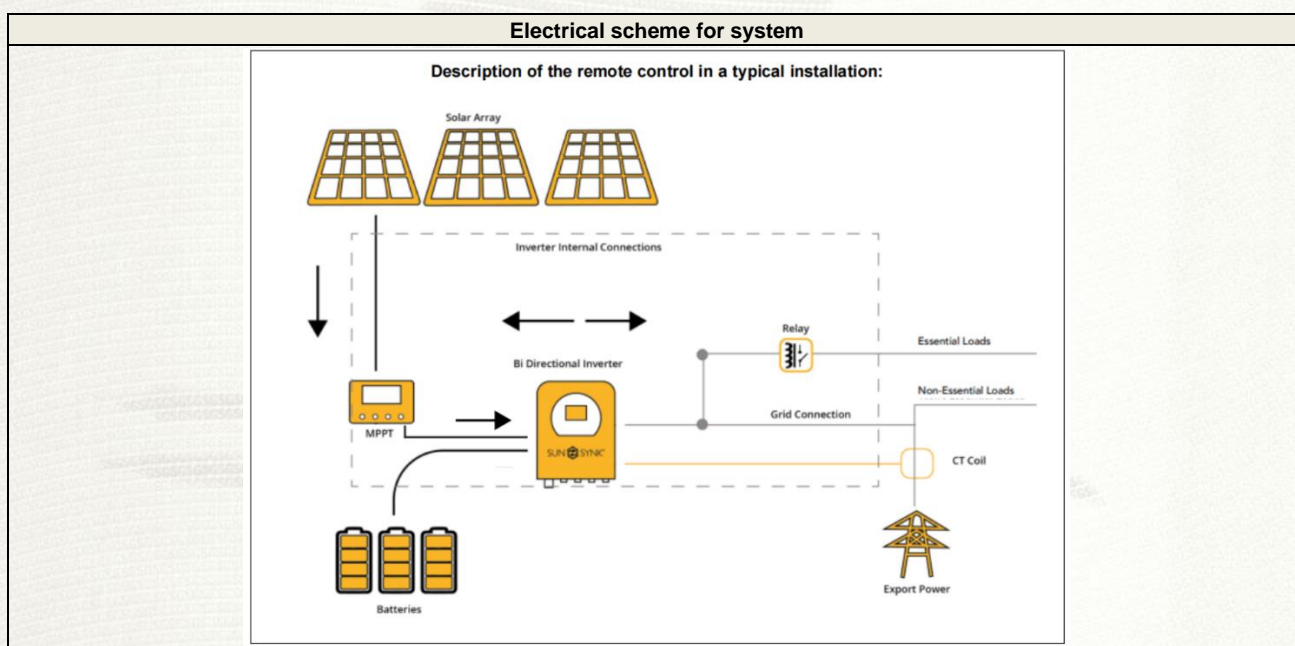 Electrical scheme for system
Description of the remote control in a typical installation:
Solar Array
Inverter Internal Connections
Relay
Essential Loads
Bi Directional Inverter
Non-Essential Loads
Grid Connection
MPPT
SUN SYNK
CT Coil
Export Power
Batteries